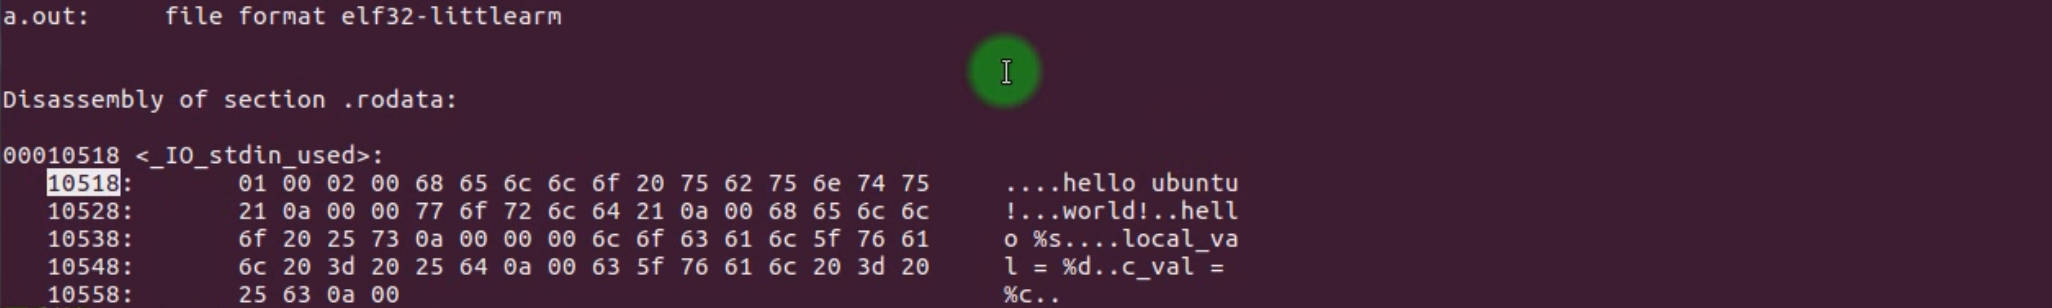 a.out:     file format elf32-littlearm
Disassembly of section .rodata:
00010518 <_IO_stdin_used>:
   10518:       01 00 02 00 68 65 6c 6c 6f 20 75 62 75 6e 74 75     ....hello ubuntu
   10528:       21 0a 00 00 77 6f 72 6c 64 21 0a 00 68 65 6c 6c     !...world!..hell
   10538:       6f 20 25 73 0a 00 00 00 6c 6f 63 61 6c 5f 76 61     o %s....local_va
   10548:       6c 20 3d 20 25 64 0a 00 63 5f 76 61 6c 20 3d 20     l = %d..c_val =
   10558:       25 63 0a 00                                         %c..